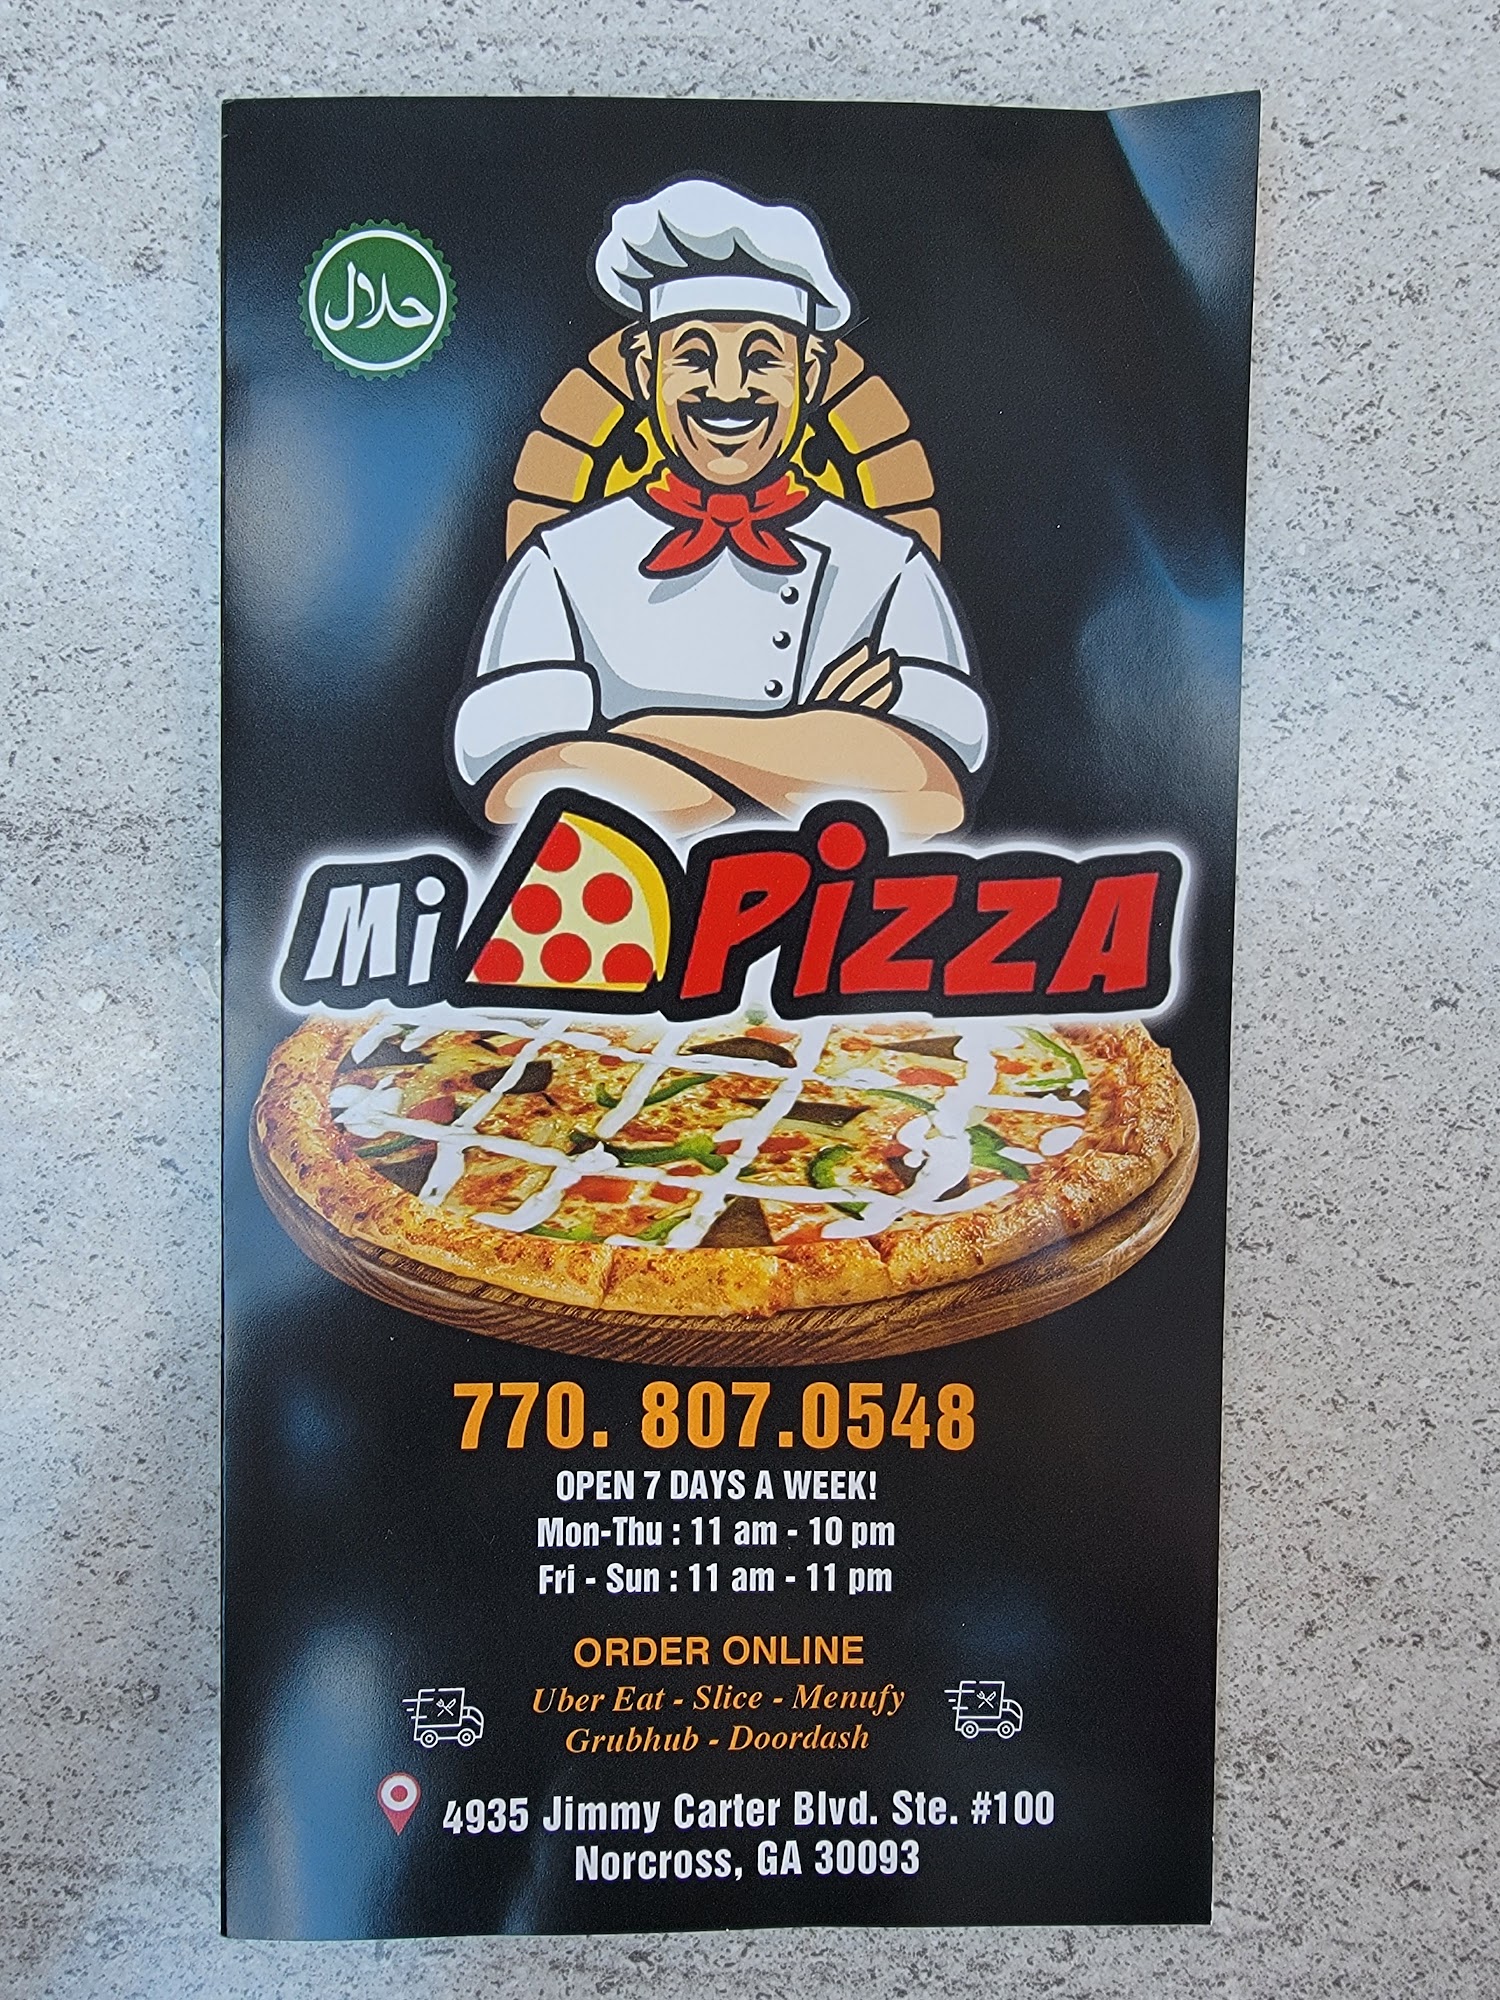 حلال
Mi PiZZA
770. 807.0548
OPEN 7 DAYS A WEEK!
Mon-Thu : 11 am - 10 pm
Fri - Sun : 11 am - 11 pm
ORDER ONLINE
Uber Eat - Slice - Menufy
Grubhub - Doordash
4935 Jimmy Carter Blvd. Ste. #100
Norcross, GA 30093